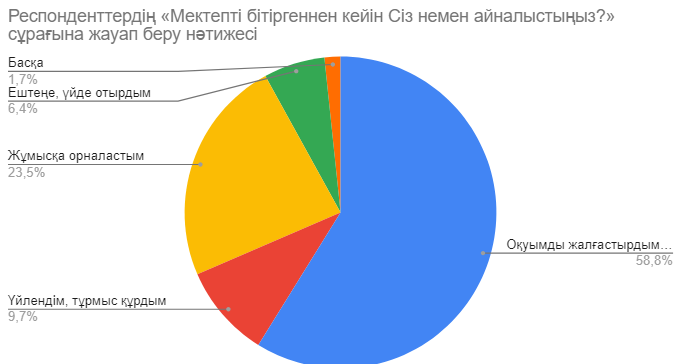 Респонденттердің «Мектепті бітіргеннен кейін Сіз немен айналыстыңыз?»
сұрағына жауап беру нәтижесі
Басқа
1,7%
Ештеңе, үйде отырдым
6,4%
Жұмысқа орналастым
23,5%
Оқуымды жалғастырдым…
58,8%
Үйлендім, тұрмыс құрдым
9,7%